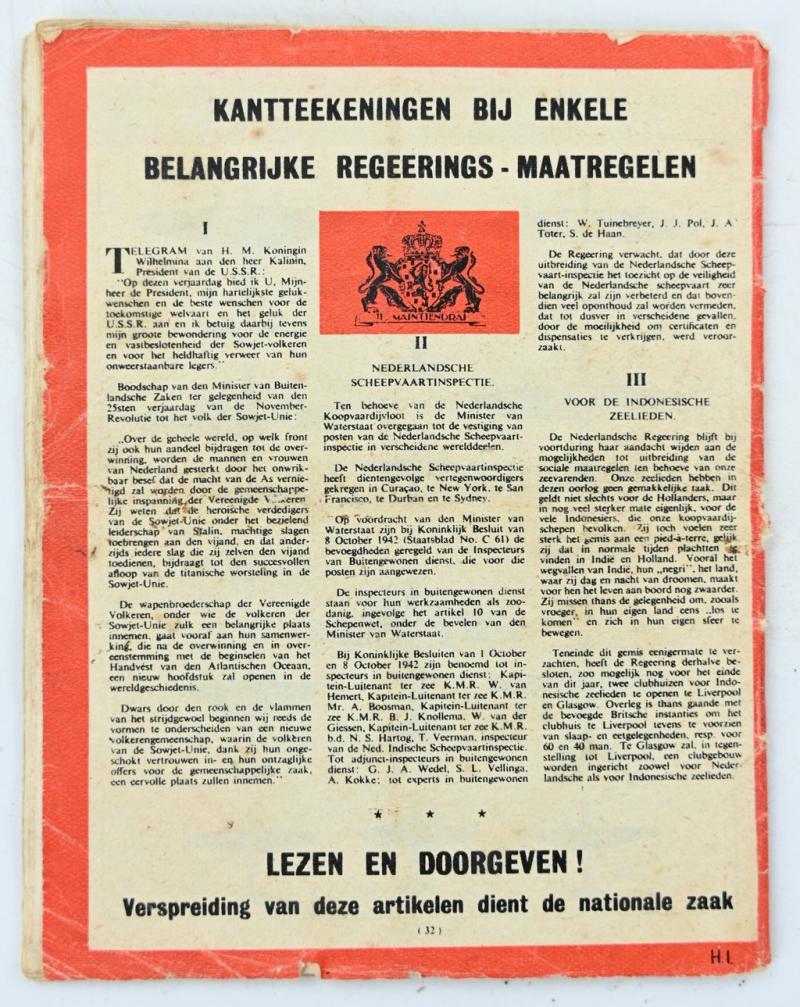 KANTTEEKENINGEN BIJ ENKELE
BELANGRIJKE REGEERINGS - MAATREGELEN
I
TELEGRAM van H. M. Koningin
Wilhelmina aan den heer Kalinin,
President van de U.S.S.R.:
"Op dezen verjaardag bied ik U, Mijn-
heer de President, mijn hartelijkste geluk-
wenschen en de beste wenschen voor de
toekomstige welvaart en het geluk der
U.S.S.R. aan en ik betuig daarbij tevens
mijn groote bewondering voor de energie
en vastbeslotenheid der Sowjet-volkeren
en voor het heldhaftig verweer van hun
onweerstaanbare legers."
Boodschap van den Minister van Buiten-
landsche Zaken ter gelegenheid van den
25sten verjaardag van de November-
Revolutie tot het volk der Sowjet-Unie:
„Over de geheele wereld, op welk front
zij ook hun aandeel bijdragen tot de over-
winning, worden de mannen en vrouwen
van Nederland gesterkt door het onwrik-
baar besef dat de macht van de As vernie-
tigd zal worden door de gemeenschappe-
lijke inspanning der Vereenigde Volkeren
Zij weten dat de heroische verdedigers
van de Sowjet-Unie onder het bezielend
leiderschap van Stalin, machtige slagen
toebrengen aan den vijand, en dat ander-
zijds iedere slag die zij zelven den vijand
toedienen, bijdraagt tot den succesvollen
afloop van de titanische worsteling in de
Sowjet-Unie.
De wapenbroederschap der Vereenigde
Volkeren, onder wie de volkeren der
Sowjet-Unie zulk een belangrijke plaats
innemen, gaat vooraf aan hun samenwer-
king, die na de overwinning en in over-
eenstemming met de beginselen van het
Handvest van den Atlantischen Oceaan,
een nieuw hoofdstuk zal openen in de
wereldgeschiedenis.
Dwars door den rook en de vlammen
van het strijdgewoel beginnen wij reeds de
vormen te onderscheiden van een nieuwe
volkerengemeenschap, waarin de volkeren
van de Sowjet-Unie, dank zij hun onge-
schokt vertrouwen in- en hun ontzaglijke
offers voor de gemeenschappelijke zaak,
een eervolle plaats zullen innemen."
JE MAINTIENDRAI
II
NEDERLANDSCHE
SCHEEPVAARTINSPECTIE.
Ten behoeve van de Nederlandsche
Koopvaardijvloot is de Minister van
Waterstaat overgegaan tot de vestiging van
posten van de Nederlandsche Scheepvaart-
inspectie in verscheidene werelddeelen.
De Nederlandsche Scheepvaartinspectie
heeft dientengevolge vertegenwoordigers
gekregen in Curaçao, te New York, te San
Francisco, te Durban en te Sydney.
Op voordracht van den Minister van
Waterstaat zijn bij Koninklijk Besluit van
8 October 1942 (Staatsblad No. C 61) de
bevoegdheden geregeld van de Inspecteurs
van Buitengewonen dienst, die voor die
posten zijn aangewezen.
De inspecteurs in buitengewonen dienst
staan voor hun werkzaamheden als zoo-
danig, ingevolge het artikel 10 van de
Schepenwet, onder de bevelen van den
Minister van Waterstaat.
Bij Koninklijke Besluiten van 1 October
en 8 October 1942 zijn benoemd tot in-
specteurs in buitengewonen dienst: Kapi-
tein-Luitenant ter zee K.M.R. W. van
Hemert, Kapitein-Luitenant ter zee K.M.R.
Mr. A. Boosman, Kapitein-Luitenant ter
zee K.M.R. B. J. Knollema, W. van der
Giessen, Kapitein-Luitenant ter zee K.M.R.
b.d. N. S. Hartog, T. Veerman, inspecteur
van de Ned. Indische Scheepvaartinspectie.
Tot adjunct-inspecteurs in buitengewonen
dienst: G. J. A. Wedel, S. L. Vellinga,
A. Kokke; tot experts in buitengewonen
dienst: W. Tuinebreyer, J. J. Pol, J. A
Toter, S. de Haan.
De Regeering verwacht, dat door deze
uitbreiding van de Nederlandsche Scheep-
vaart-inspectie het toezicht op de veiligheid
van de Nederlandsche scheepvaart zeer
belangrijk zal zijn verbeterd en dat boven-
dien veel oponthoud zal worden vermeden,
dat tot dusver in verscheidene gevallen,
door de moeilijkheid om certificaten en
dispensaties te verkrijgen, werd veroor-
zaakt.
III
VOOR DE INDONESISCHE
ZEELIEDEN.
De Nederlandsche Regeering blijft bij
voortduring haar aandacht wijden aan de
mogelijkheden tot uitbreiding van de
sociale maatregelen ten behoeve van onze
zeevarenden. Onze zeelieden hebben in
dezen oorlog geen gemakkelijke taak. Dit
geldt niet slechts voor de Hollanders, maar
in nog veel sterker mate eigenlijk, voor de
vele Indonesiers, die onze koopvaardij-
schepen bevolken. Zij toch voelen zeer
sterk het gemis aan een pied-à-terre, gelijk
zij dat in normale tijden plachtten te
vinden in Indië en Holland. Vooral het
wegvallen van Indië, hun „negri", het land,
waar zij dag en nacht van droomen, maakt
voor hen het leven aan boord nog zwaarder.
Zij missen thans de gelegenheid om, zooals
vroeger, in hun eigen land eens „los te
komen" en zich in hun eigen sfeer te
bewegen.
Teneinde dit gemis eenigermate te ver-
zachten, heeft de Regeering derhalve be-
sloten, zoo mogelijk nog voor het einde
van dit jaar, twee clubhuizen voor Indo-
nesische zeelieden te openen te Liverpool
en Glasgow. Overleg is thans gaande met
de bevoegde Britsche instanties om het
clubhuis te Liverpool tevens te voorzien
van slaap- en eetgelegenheden, resp. voor
60 en 40 man. Te Glasgow zal, in tegen-
stelling tot Liverpool, een clubgebouw
worden ingericht zoowel voor Neder-
landsche als voor Indonesische zeelieden.
LEZEN EN DOORGEVEN !
Verspreiding van deze artikelen dient de nationale zaak
( 32 )
H.I.